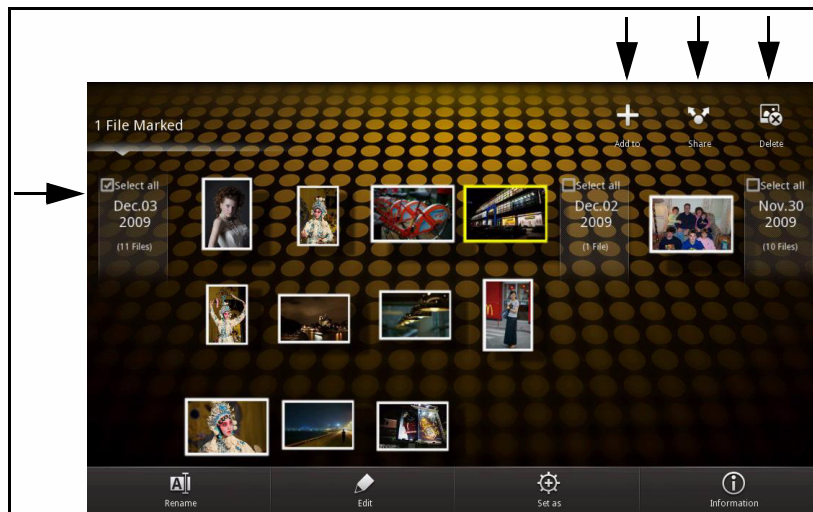 1 File Marked
Add to
Share
Delete
Select all
Dec.03
2009
(11 Files)
Select all
Dec.02
2009
(1 File)
Select all
Nov.30
2009
(10 Files)
Rename
Edit
Set as
Information